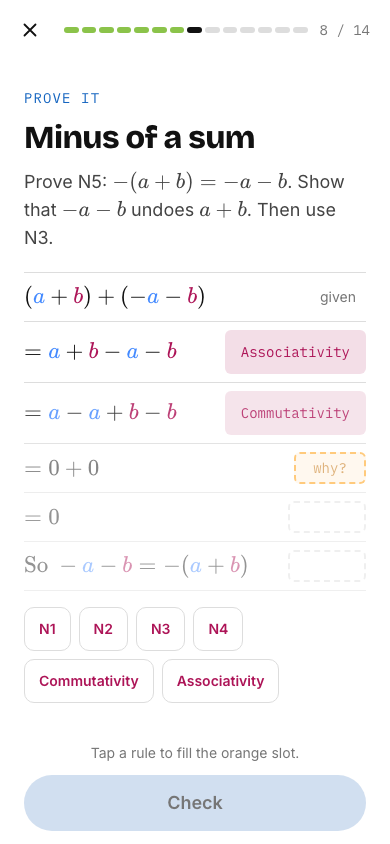 8 / 14
PROVE IT
Minus of a sum
Prove N5: −(a + b) = −a − b. Show
that −a − b undoes a + b. Then use
N3.
(a + b) + (−a − b) given
= a + b − a − b Associativity
= a − a + b − b Commutativity
= 0 + 0 why?
= 0
So − a − b = −(a + b)
N1 N2 N3 N4
Commutativity Associativity
Tap a rule to fill the orange slot.
Check